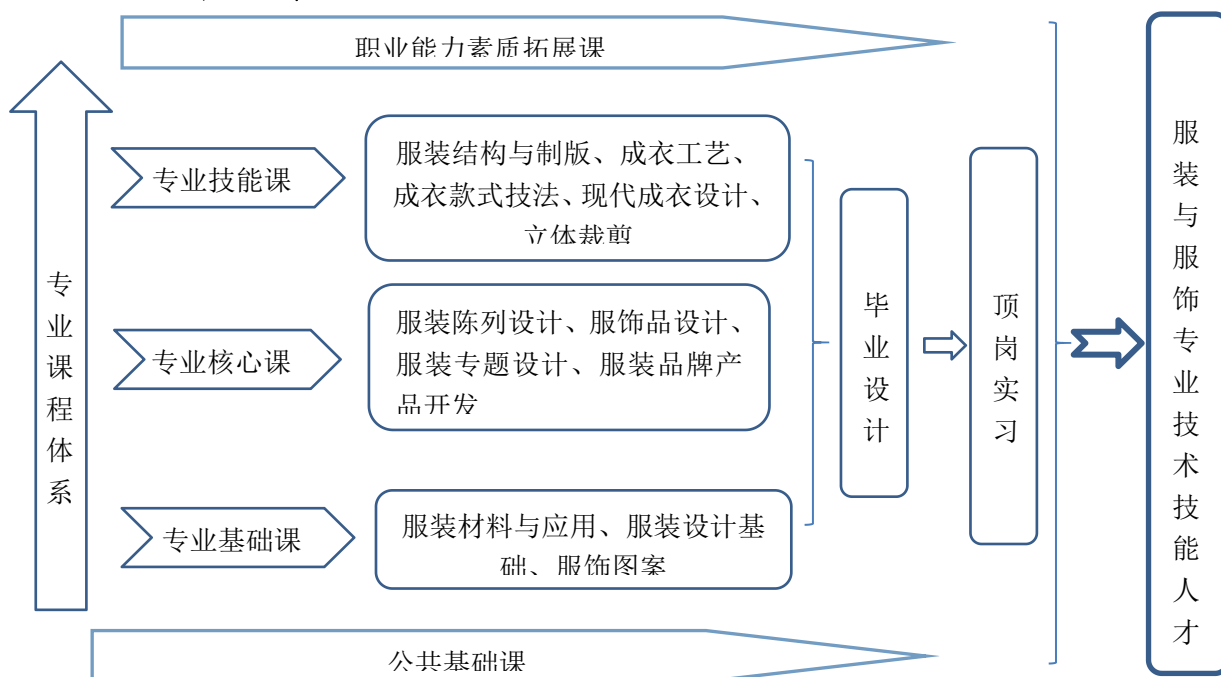 职业能力素质拓展课
专业课程体系
专业技能课
服装结构与制版、成衣工艺、
成衣款式技法、现代成衣设计、
立体裁剪
专业核心课
服装陈列设计、服饰品设计、
服装专题设计、服装品牌产
品开发
专业基础课
服装材料与应用、服装设计基
础、服饰图案
毕业设计
顶岗实习
服装与服饰专业技术技能人才
公共基础课